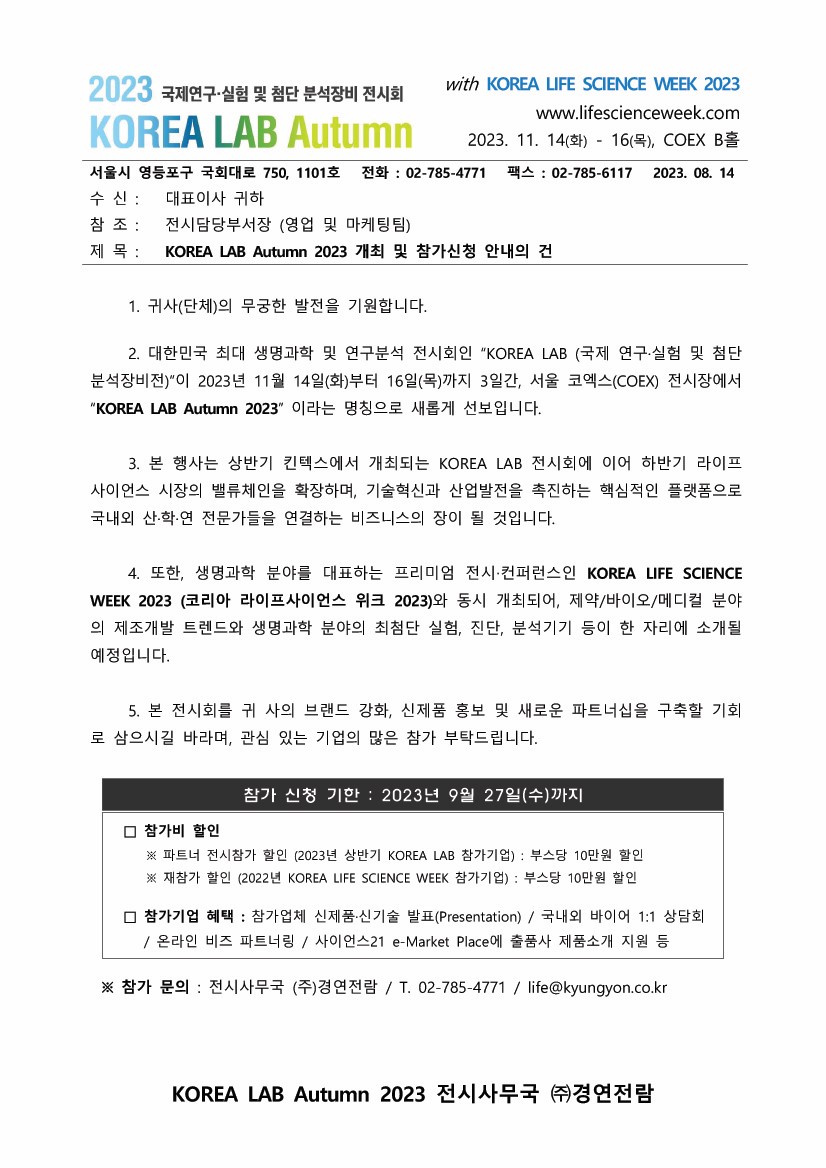 2023 국제연구·실험 및 첨단 분석장비 전시회
KOREA LAB Autumn
with KOREA LIFE SCIENCE WEEK 2023
www.lifescienceweek.com
2023. 11. 14(화) - 16(목), COEX B홀
서울시 영등포구 국회대로 750, 1101호 전화 : 02-785-4771 팩스 : 02-785-6117 2023. 08. 14
수 신 : 대표이사 귀하
참 조 : 전시담당부서장 (영업 및 마케팅팀)
제 목 : KOREA LAB Autumn 2023 개최 및 참가신청 안내의 건
1. 귀사(단체)의 무궁한 발전을 기원합니다.
2. 대한민국 최대 생명과학 및 연구분석 전시회인 “KOREA LAB (국제 연구·실험 및 첨단
분석장비전)”이 2023년 11월 14일(화)부터 16일(목)까지 3일간, 서울 코엑스(COEX) 전시장에서
“KOREA LAB Autumn 2023” 이라는 명칭으로 새롭게 선보입니다.
3. 본 행사는 상반기 킨텍스에서 개최되는 KOREA LAB 전시회에 이어 하반기 라이프
사이언스 시장의 밸류체인을 확장하며, 기술혁신과 산업발전을 촉진하는 핵심적인 플랫폼으로
국내외 산·학·연 전문가들을 연결하는 비즈니스의 장이 될 것입니다.
4. 또한, 생명과학 분야를 대표하는 프리미엄 전시·컨퍼런스인 KOREA LIFE SCIENCE
WEEK 2023 (코리아 라이프사이언스 위크 2023)와 동시 개최되어, 제약/바이오/메디컬 분야
의 제조개발 트렌드와 생명과학 분야의 최첨단 실험, 진단, 분석기기 등이 한 자리에 소개될
예정입니다.
5. 본 전시회를 귀 사의 브랜드 강화, 신제품 홍보 및 새로운 파트너십을 구축할 기회
로 삼으시길 바라며, 관심 있는 기업의 많은 참가 부탁드립니다.
참가 신청 기한 : 2023년 9월 27일(수)까지
□ 참가비 할인
※ 파트너 전시참가 할인 (2023년 상반기 KOREA LAB 참가기업) : 부스당 10만원 할인
※ 재참가 할인 (2022년 KOREA LIFE SCIENCE WEEK 참가기업) : 부스당 10만원 할인
□ 참가기업 혜택 : 참가업체 신제품·신기술 발표(Presentation) / 국내외 바이어 1:1 상담회
/ 온라인 비즈 파트너링 / 사이언스21 e-Market Place에 출품사 제품소개 지원 등
※ 참가 문의 : 전시사무국 (주)경연전람 / T. 02-785-4771 / life@kyungyon.co.kr
KOREA LAB Autumn 2023 전시사무국 ㈜경연전람